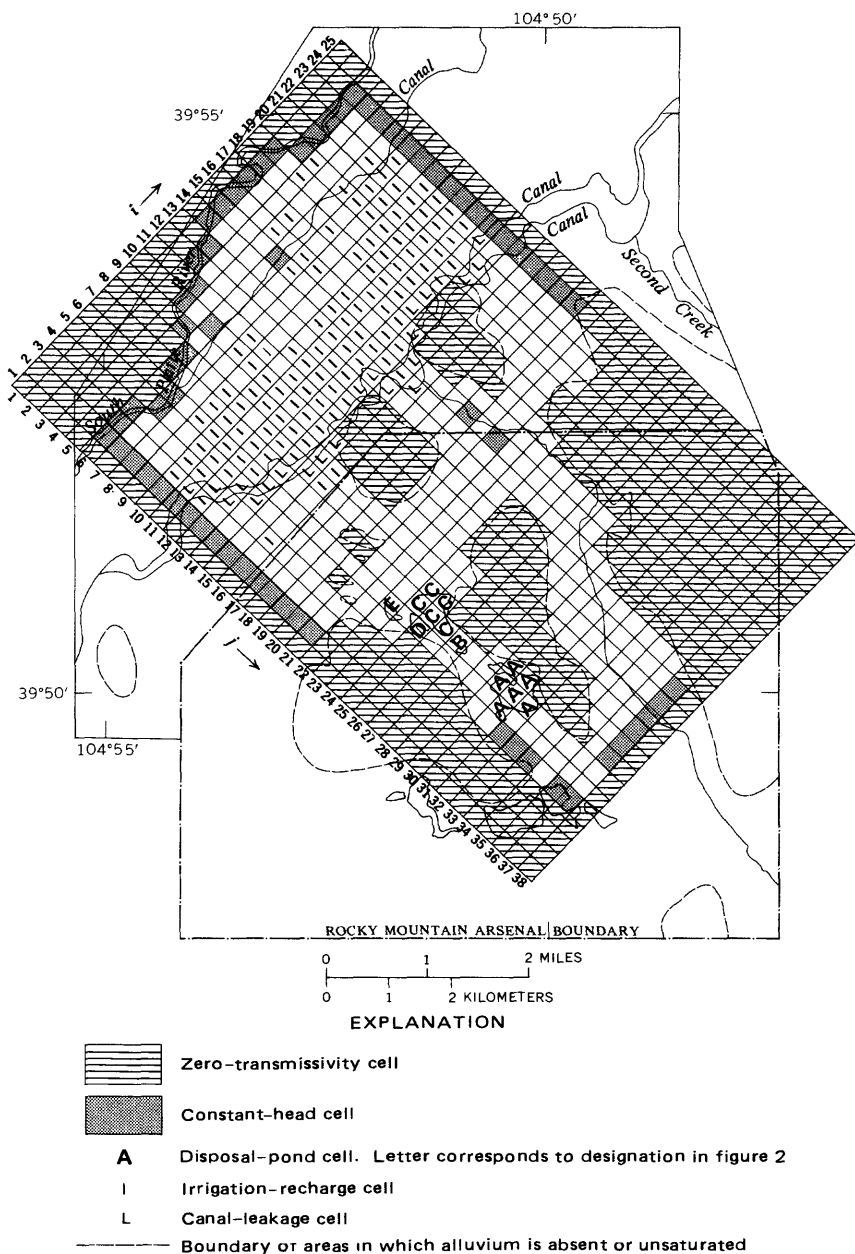 104°50'
39°55'
Canal
1 2 3 4 5 6 7 8 9 10 11 12 13 14 15 16 17 18 19 20 21 22 23 24 25
i
Canal
Canal
Second
Creek
River
Platte
South
1 2 3 4 5 6 7 8 9 10 11 12 13 14 15 16 17 18 19 20 21 22 23 24 25 26 27 28 29 30 31 32 33 34 35 36 37 38
j
E C C
C C
D C B
A A
A A A
A
39°50'
104°55'
ROCKY MOUNTAIN ARSENAL BOUNDARY
0 1 2 MILES
0 1 2 KILOMETERS
EXPLANATION
Zero-transmissivity cell
Constant-head cell
A Disposal-pond cell. Letter corresponds to designation in figure 2
I Irrigation-recharge cell
L Canal-leakage cell
Boundary of areas in which alluvium is absent or unsaturated